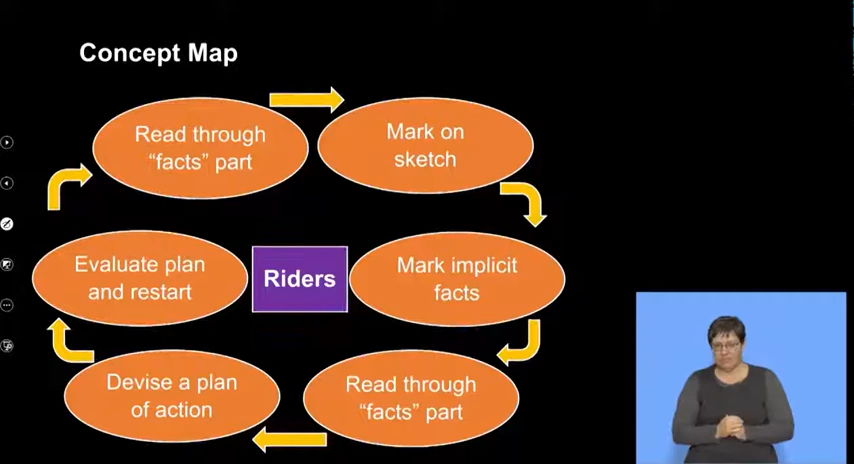 Concept Map
Read through
“facts” part
Mark on
sketch
Evaluate plan
and restart
Riders
Mark implicit
facts
Devise a plan
of action
Read through
“facts” part